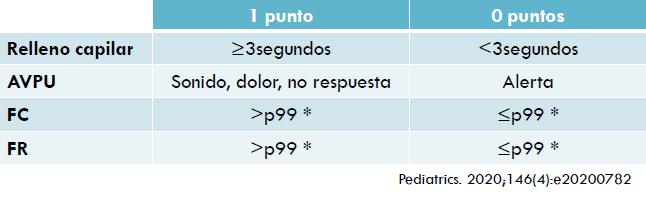 1 punto 0 puntos
Relleno capilar ≥3segundos <3segundos
AVPU Sonido, dolor, no respuesta Alerta
FC >p99 * ≤p99 *
FR >p99 * ≤p99 *
Pediatrics. 2020;146(4):e20200782